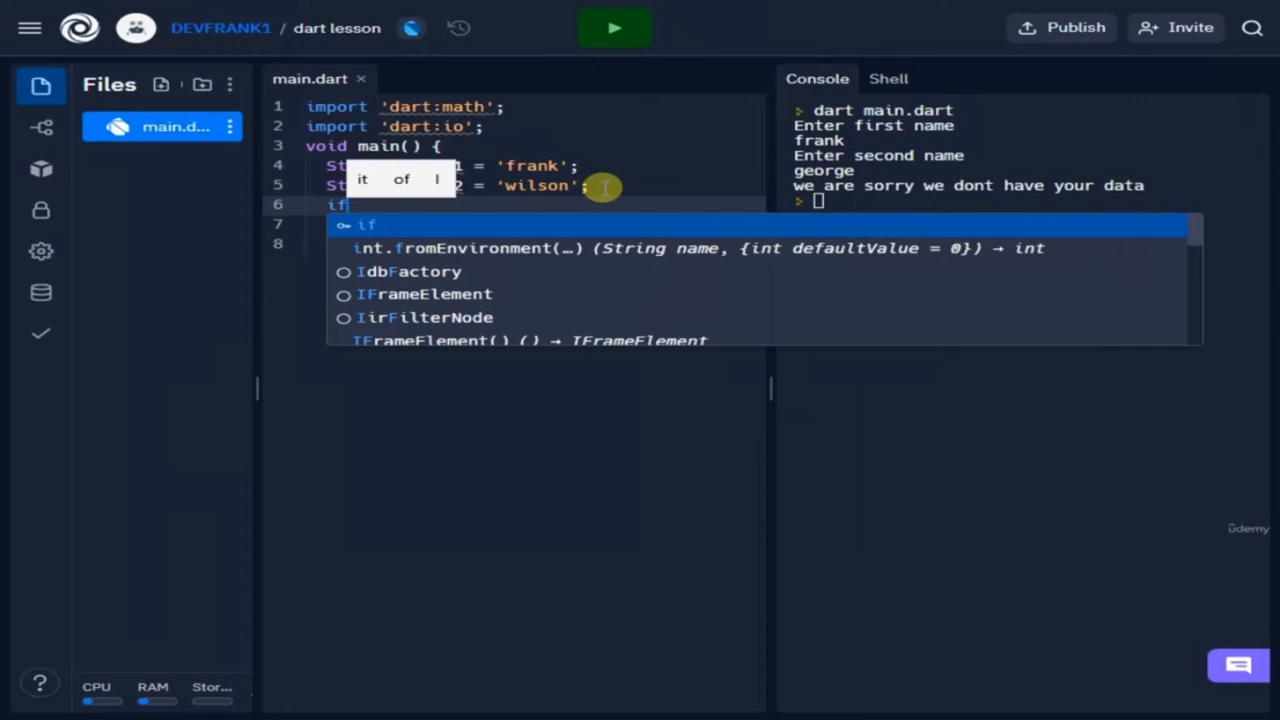 DEVFRANK1 / dart lesson
Publish
Invite
Files
main.d...
CPU
RAM
Stor...
main.dart ×
1 import 'dart:math';
2 import 'dart:io';
3 void main() {
4 St 1 = 'frank';
5 St 2 = 'wilson';
6 if
7
8
it of I
if
int.fromEnvironment(…) (String name, {int defaultValue = 0}) → int
IdbFactory
IFrameElement
IirFilterNode
IFrameElement() () → IFrameElement
Console
Shell
> dart main.dart
Enter first name
frank
Enter second name
george
we are sorry we dont have your data
>
?
ûdemy